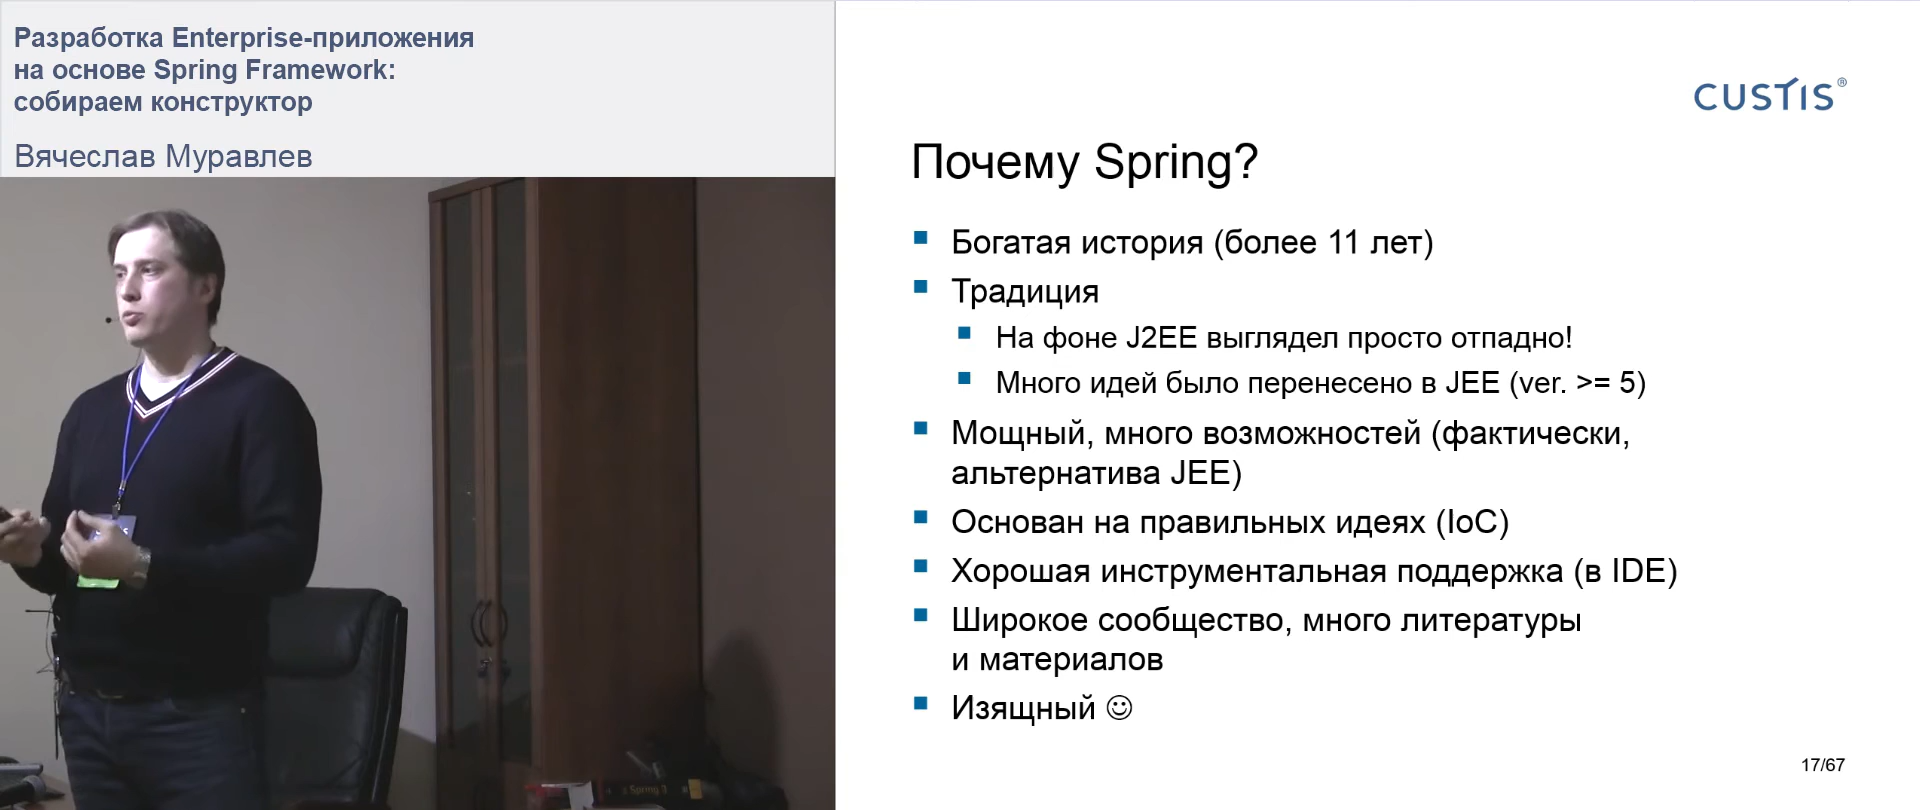 Разработка Enterprise-приложения
на основе Spring Framework:
собираем конструктор
Вячеслав Муравлев
CUSTIS®
Почему Spring?
Богатая история (более 11 лет)
Традиция
На фоне J2EE выглядел просто отпадно!
Много идей было перенесено в JEE (ver. >= 5)
Мощный, много возможностей (фактически,
альтернатива JEE)
Основан на правильных идеях (IoC)
Хорошая инструментальная поддержка (в IDE)
Широкое сообщество, много литературы
и материалов
Изящный ☺
17/67
Spring 3